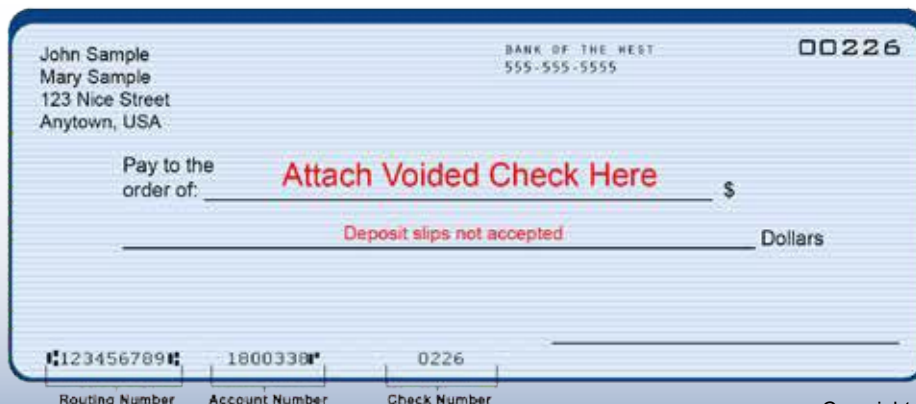 John Sample
Mary Sample
123 Nice Street
Anytown, USA
BANK OF THE WEST
555-555-5555
00226
Pay to the
order of:
Attach Voided Check Here
$
Deposit slips not accepted
Dollars
⑆123456789⑆ 1800338⑈ 0226
Routing Number Account Number Check Number